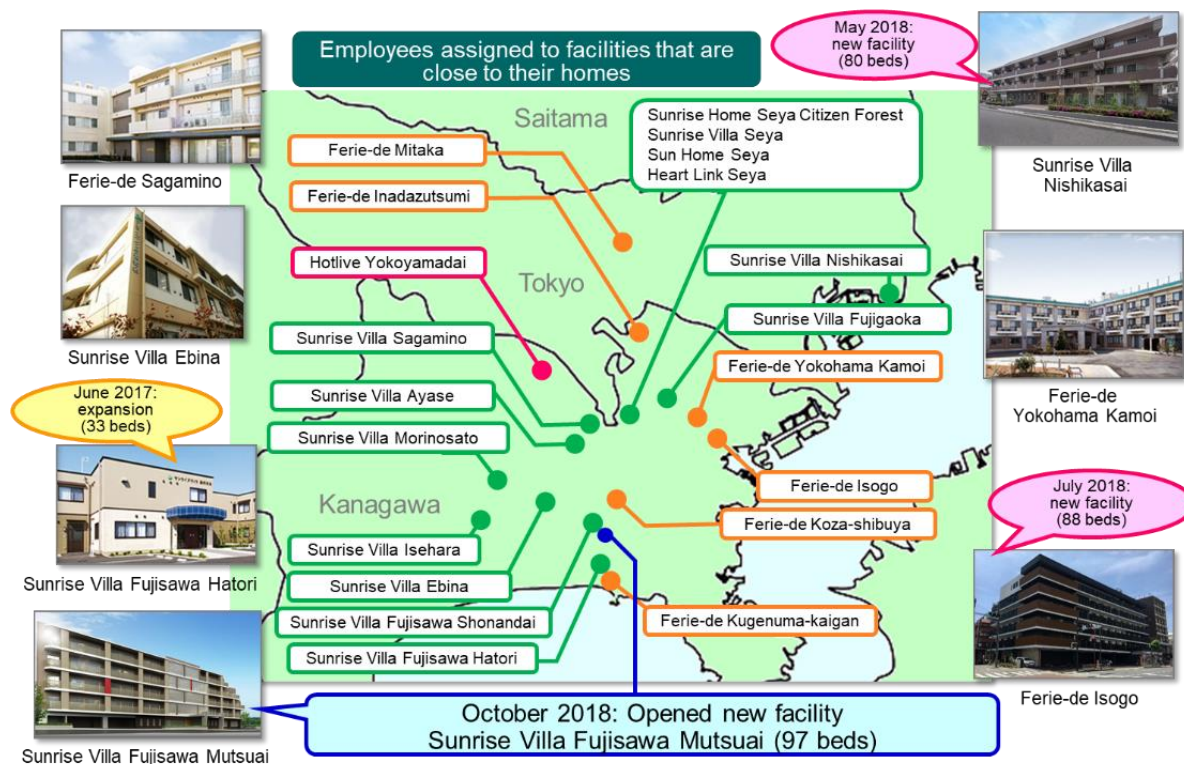 Employees assigned to facilities that are
close to their homes
May 2018:
new facility
(80 beds)
Ferie-de Sagamino
Sunrise Villa
Nishikasai
Saitama
Sunrise Home Seya Citizen Forest
Sunrise Villa Seya
Sun Home Seya
Heart Link Seya
Ferie-de Mitaka
Ferie-de Inadazutsumi
Hotlive Yokoyamadai
Tokyo
Sunrise Villa Nishikasai
Sunrise Villa Fujigaoka
Sunrise Villa Sagamino
Sunrise Villa Ebina
Ferie-de Yokohama Kamoi
Ferie-de
Yokohama Kamoi
June 2017:
expansion
(33 beds)
Sunrise Villa Ayase
Sunrise Villa Morinosato
Kanagawa
Ferie-de Isogo
Ferie-de Koza-shibuya
July 2018:
new facility
(88 beds)
Sunrise Villa Isehara
Sunrise Villa Fujisawa Hatori
Sunrise Villa Ebina
Sunrise Villa Fujisawa Shonandai
Ferie-de Kugenuma-kaigan
Sunrise Villa Fujisawa Hatori
Ferie-de Isogo
October 2018: Opened new facility
Sunrise Villa Fujisawa Mutsuai (97 beds)
Sunrise Villa Fujisawa Mutsuai